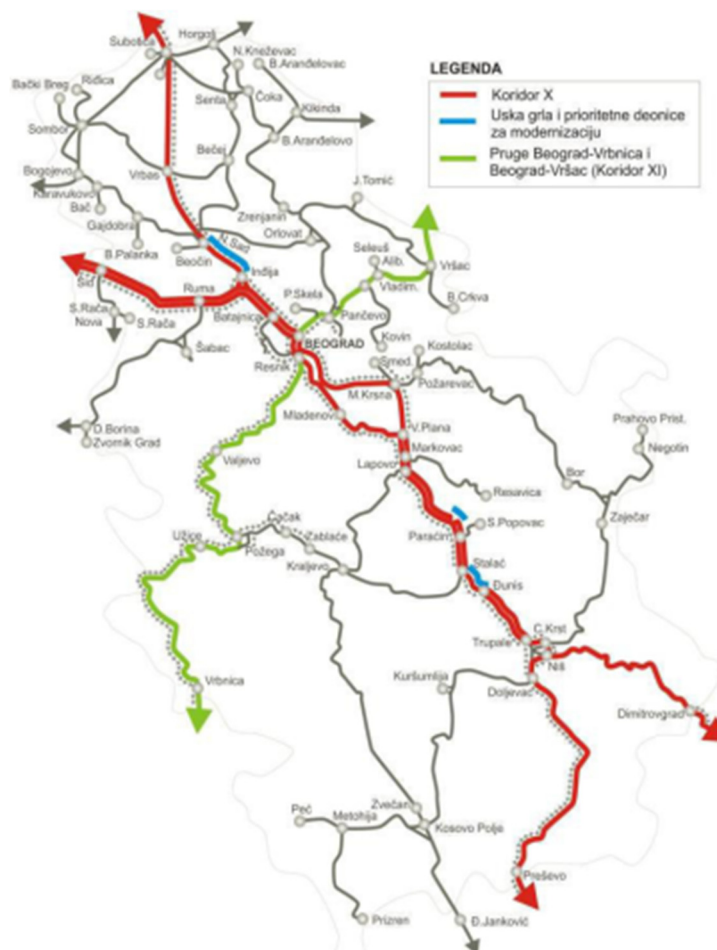 Subotica
Horgoš
N.Kneževac
B.Aranđelovac
Bački Breg
Riđica
Senta
Čoka
Kikinda
Sombor
Bečej
B.Aranđelovo
LEGENDA
Koridor X
Uska grla i prioritetne deonice
za modernizaciju
Pruge Beograd-Vrbnica i
Beograd-Vršac (Koridor XI)
Bogojevo
Vrbas
J.Tomić
Karavukovo
Bač
Zrenjanin
Gajdobra
Orlovat
N.Sad
B.Palanka
Beočin
Seleuš
Alib.
Vršac
Šid
Inđija
Vladim.
Ruma
P.Skela
B.Crkva
S.Rača
Nova
S.Rača
Batajnica
Pančevo
BEOGRAD
Kovin
Šabac
Resnik
Smed.
Kostolac
M.Krsna
Požarevac
Mladenovac
Prahovo Prist.
D.Borina
Zvornik Grad
V.Plana
Valjevo
Markovac
Negotin
Lapovo
Bor
Resavica
Čačak
S.Popovac
Zaječar
Užice
Zablaće
Paraćin
Požega
Kraljevo
Stalać
Đunis
C.Krst
Trupale
Niš
Vrbnica
Kuršumlija
Doljevac
Dimitrovgrad
Zvečan
Peć
Metohija
Kosovo Polje
Preševo
Prizren
Đ.Janković